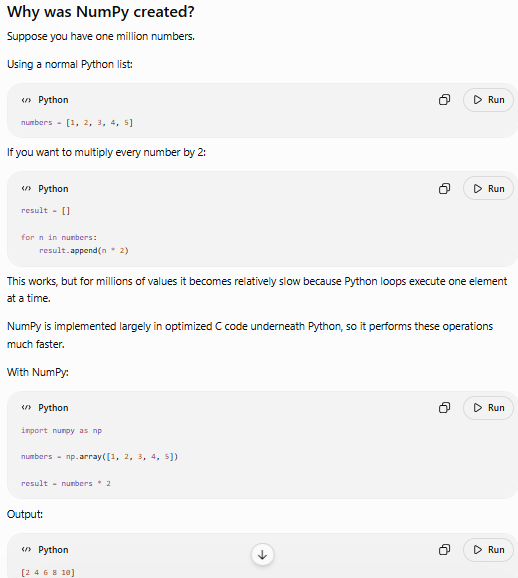 Why was NumPy created?
Suppose you have one million numbers.
Using a normal Python list:
</> Python Run
numbers = [1, 2, 3, 4, 5]
If you want to multiply every number by 2:
</> Python Run
result = []
for n in numbers:
    result.append(n * 2)
This works, but for millions of values it becomes relatively slow because Python loops execute one element
at a time.
NumPy is implemented largely in optimized C code underneath Python, so it performs these operations
much faster.
With NumPy:
</> Python Run
import numpy as np
numbers = np.array([1, 2, 3, 4, 5])
result = numbers * 2
Output:
</> Python Run
[2 4 6 8 10]